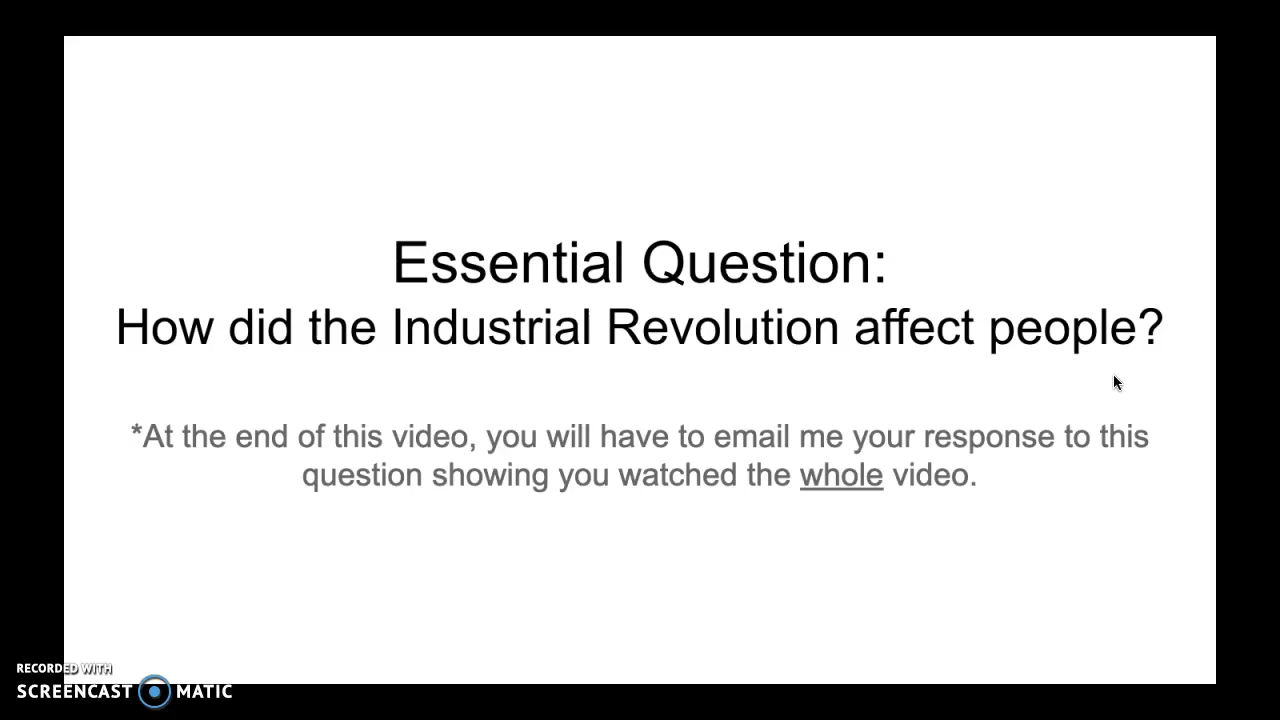 Essential Question:
How did the Industrial Revolution affect people?
*At the end of this video, you will have to email me your response to this
question showing you watched the whole video.
RECORDED WITH
SCREENCAST MATIC